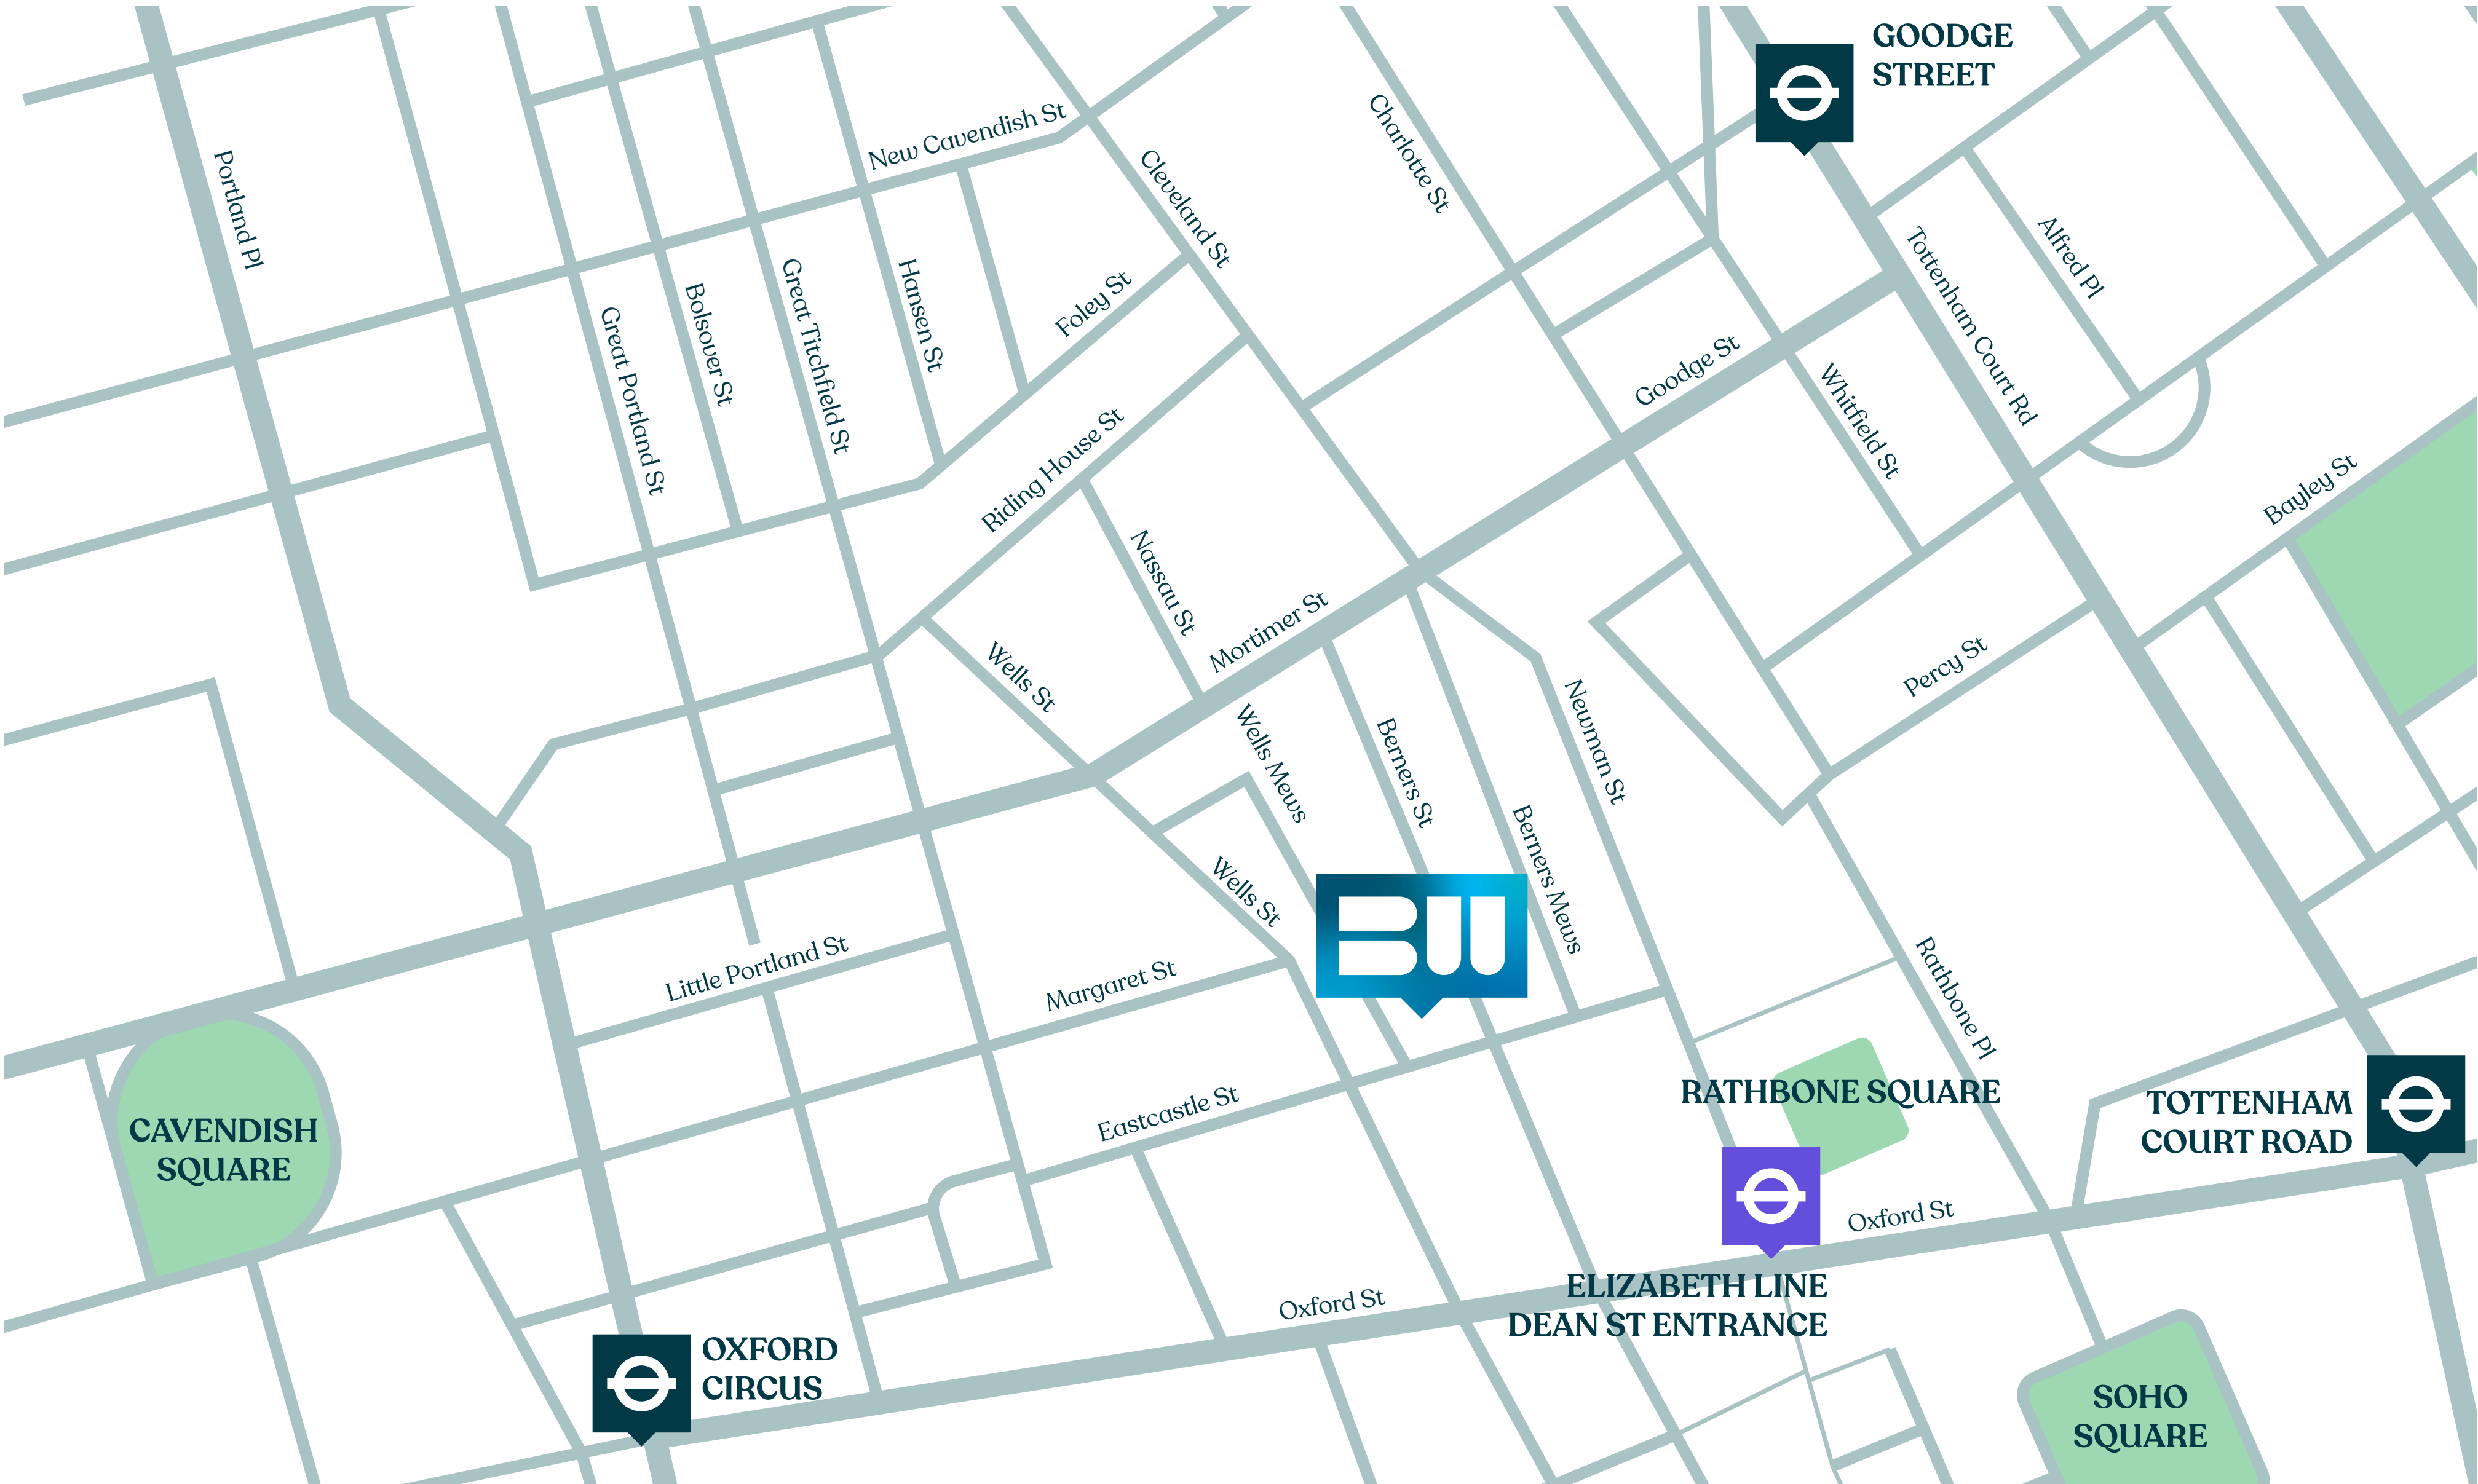 GOODGE
STREET
New Cavendish St
Charlotte St
Portland Pl
Cleveland St
Alfred Pl
Tottenham Court Rd
Hansen St
Foley St
Great Titchfield St
Bolsover St
Great Portland St
Goodge St
Whitfield St
Riding House St
Bayley St
Nassau St
Mortimer St
Wells St
Percy St
Newman St
Wells Mews
Berners St
Berners Mews
Wells St
BW
Little Portland St
Margaret St
Rathbone Pl
Eastcastle St
RATHBONE SQUARE
TOTTENHAM
COURT ROAD
CAVENDISH
SQUARE
Oxford St
ELIZABETH LINE
DEAN ST ENTRANCE
Oxford St
OXFORD
CIRCUS
SOHO
SQUARE